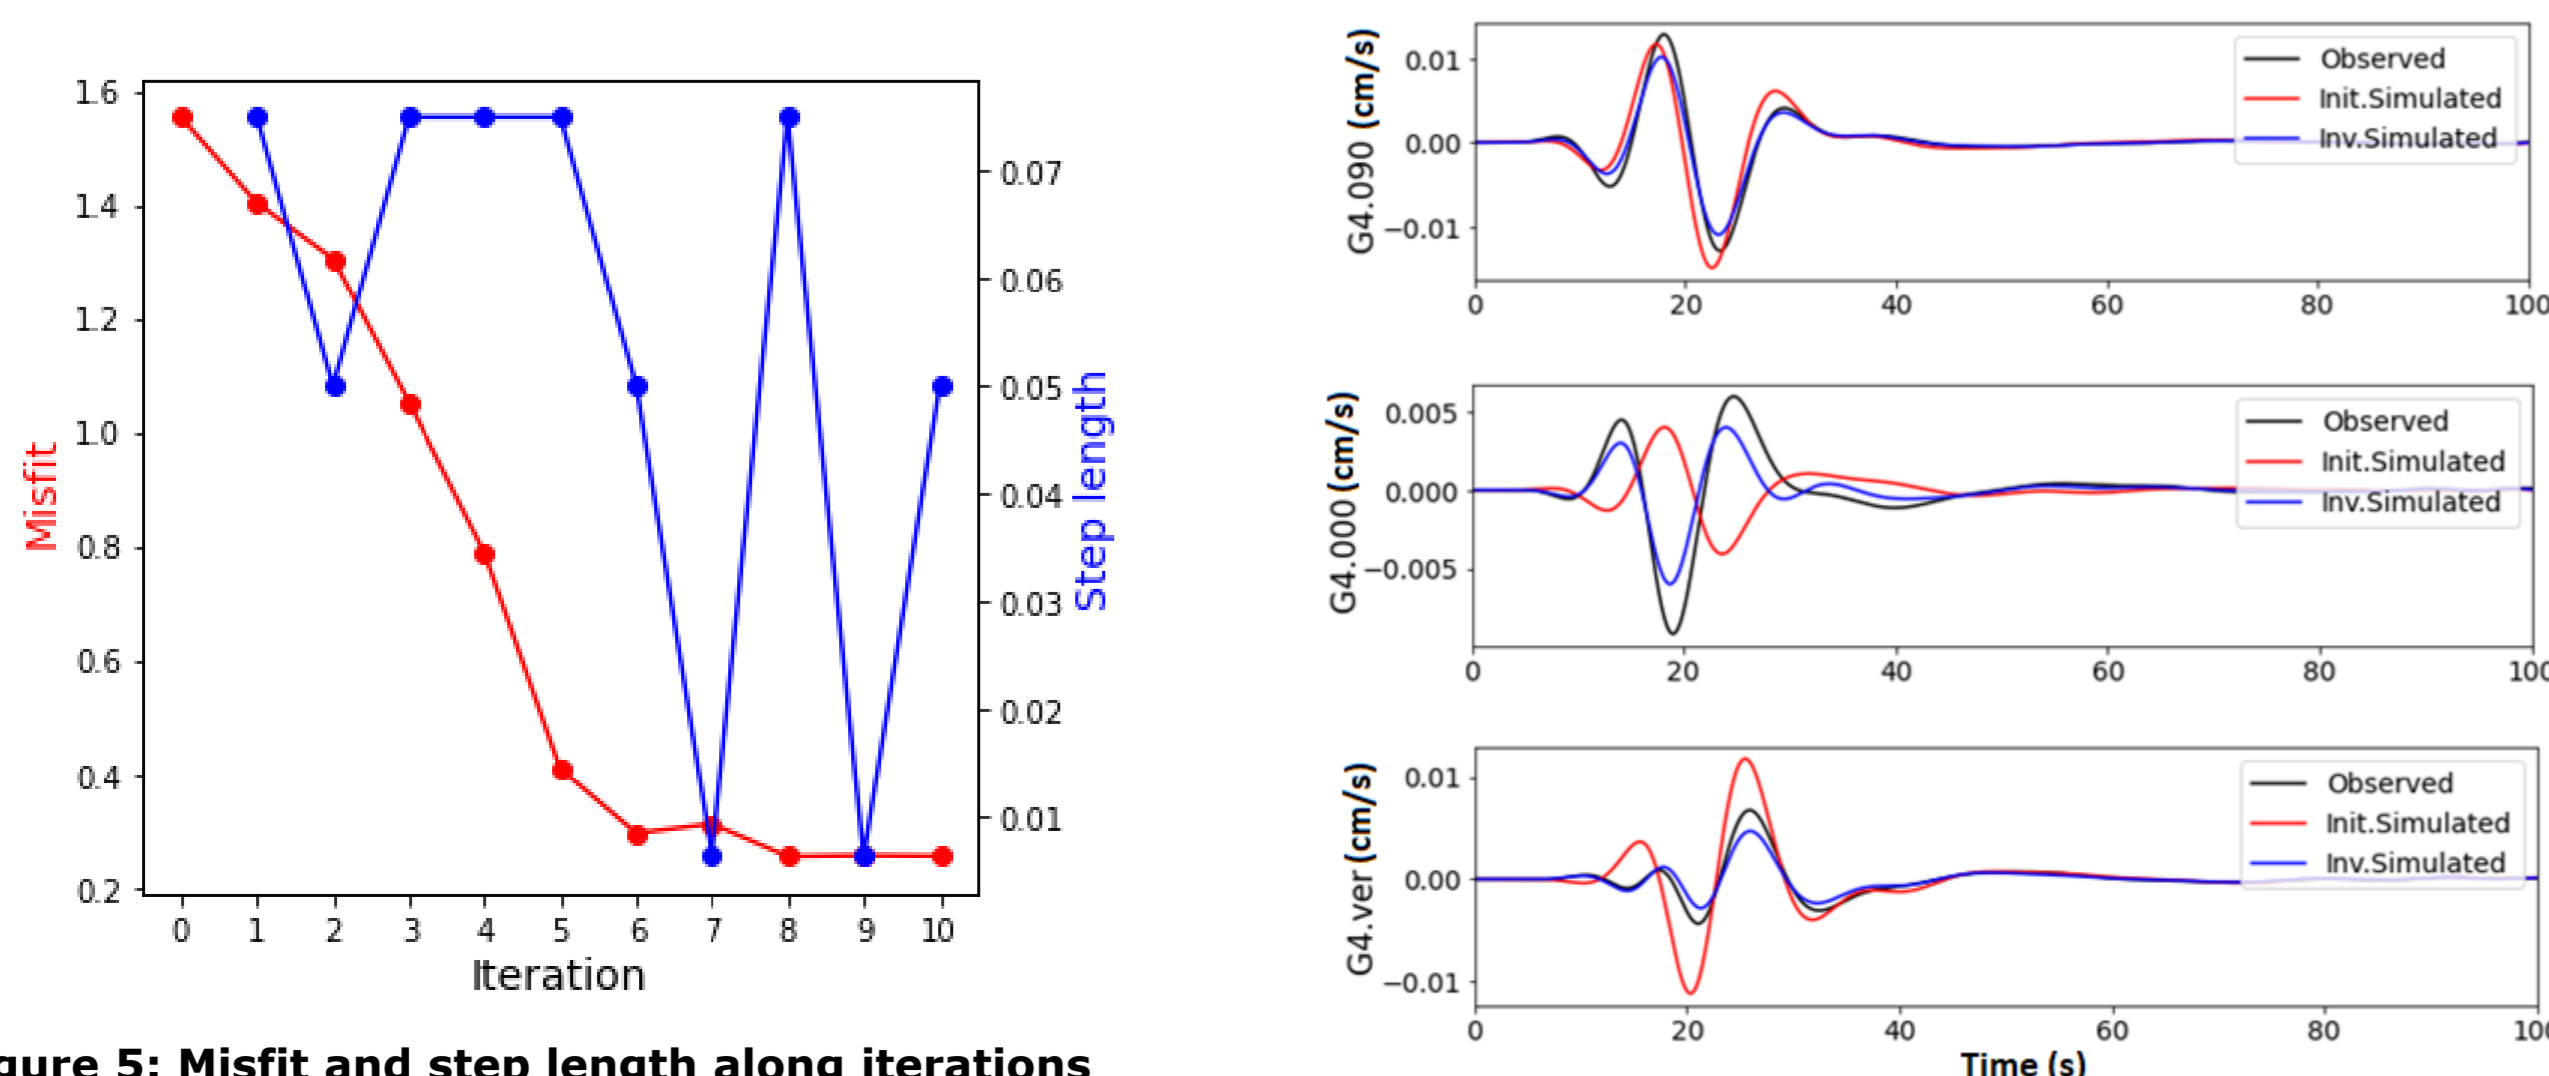 1.6
1.4
1.2
1.0
0.8
0.6
0.4
0.2
Misfit
0.07
0.06
0.05
0.04
0.03
0.02
0.01
Step length
0 1 2 3 4 5 6 7 8 9 10
Iteration
gure 5: Misfit and step length along iterations
G4.090 (cm/s)
0.01
0.00
−0.01
Observed
Init.Simulated
Inv.Simulated
0 20 40 60 80 100
G4.000 (cm/s)
0.005
0.000
−0.005
Observed
Init.Simulated
Inv.Simulated
0 20 40 60 80 100
G4.ver (cm/s)
0.01
0.00
−0.01
Observed
Init.Simulated
Inv.Simulated
0 20 40 60 80 100
Time (s)